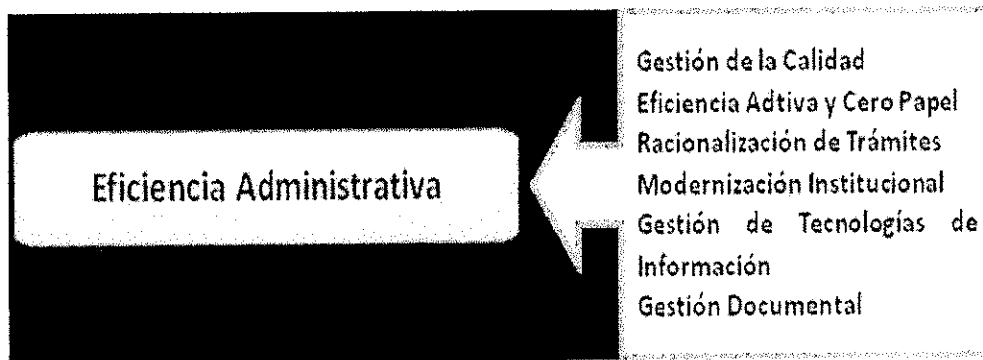 Eficiencia Administrativa
Gestión de la Calidad
Eficiencia Adtiva y Cero Papel
Racionalización de Trámites
Modernización Institucional
Gestión de Tecnologías de
Información
Gestión Documental